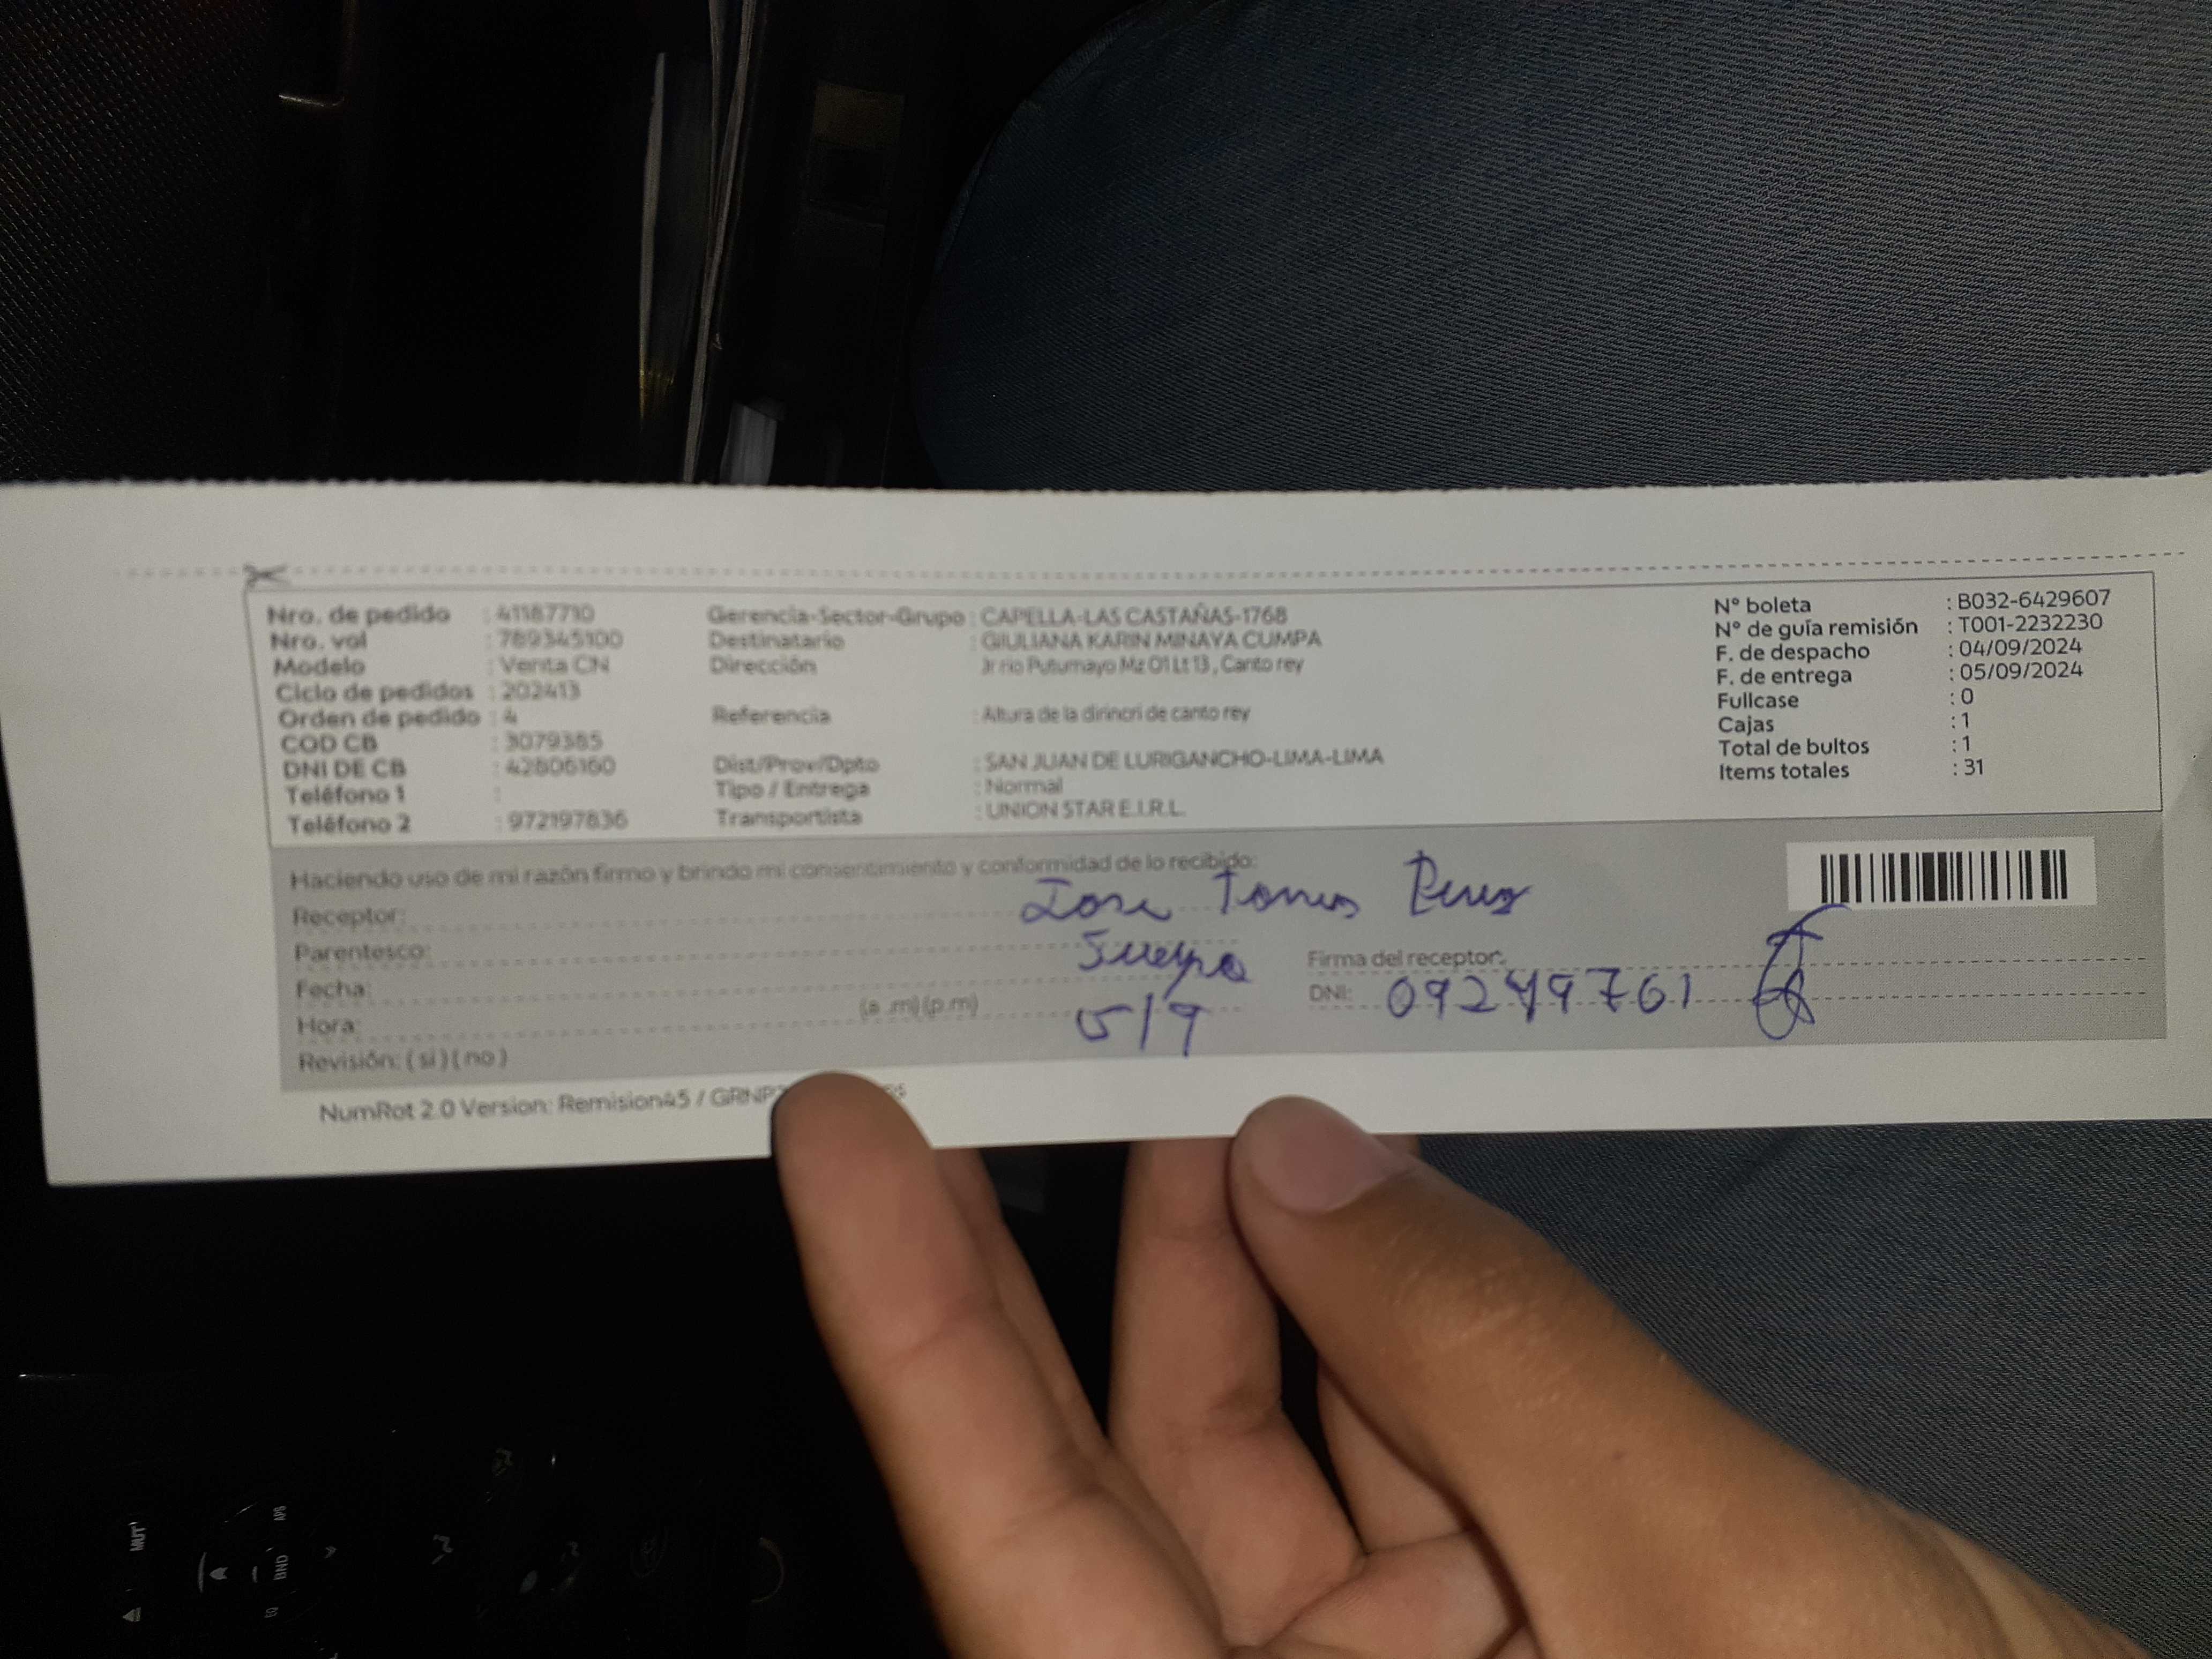 Nro. de pedido : 41187710
Nro. vol : 789345100
Modelo : Venta CN
Ciclo de pedidos : 202413
Orden de pedido : 4
COD CB : 3079385
DNI DE CB : 42806160
Teléfono 1 :
Teléfono 2 : 972197836
Gerencia-Sector-Grupo : CAPELLA-LAS CASTAÑAS-1768
Destinatario : GIULIANA KARIN MINAYA CUMPA
Dirección Jr rio Putumayo Mz O1 Lt 13 , Canto rey
Referencia : Altura de la dirincri de canto rey
Dist/Prov/Dpto : SAN JUAN DE LURIGANCHO-LIMA-LIMA
Tipo / Entrega : Normal
Transportista : UNION STAR E.I.R.L.
N° boleta : B032-6429607
N° de guía remisión : T001-2232230
F. de despacho : 04/09/2024
F. de entrega : 05/09/2024
Fullcase : 0
Cajas : 1
Total de bultos : 1
Items totales : 31
Haciendo uso de mi razón firmo y brindo mi consentimiento y conformidad de lo recibido:
Receptor: Jose
Parentesco: Suegro
Fecha: 5/9
Hora: (a .m) (p.m)
Revisión: ( si ) ( no )
Firma del receptor:
DNI: 09249761
NumRot 2.0 Version: Remision45 /
MUT
BND
APS
EQ